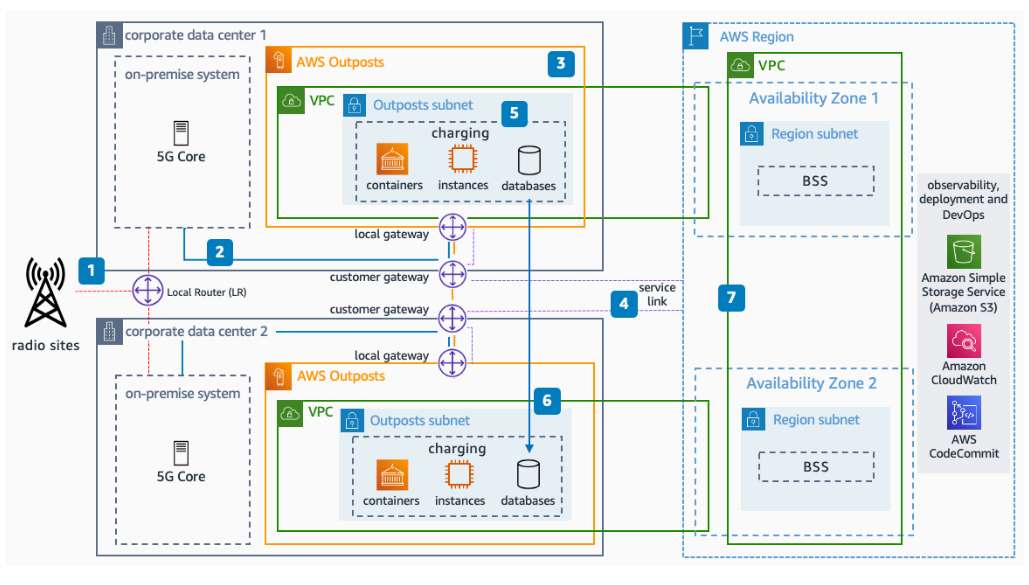 corporate data center 1
on-premise system
5G Core
AWS Outposts
3
VPC
Outposts subnet
5
charging
containers
instances
databases
local gateway
2
1
customer gateway
Local Router (LR)
radio sites
customer gateway
4
service
link
corporate data center 2
local gateway
on-premise system
5G Core
AWS Outposts
6
VPC
Outposts subnet
charging
containers
instances
databases
AWS Region
VPC
Availability Zone 1
Region subnet
BSS
7
Availability Zone 2
Region subnet
BSS
observability,
deployment and
DevOps
Amazon Simple
Storage Service
(Amazon S3)
Amazon
CloudWatch
AWS
CodeCommit